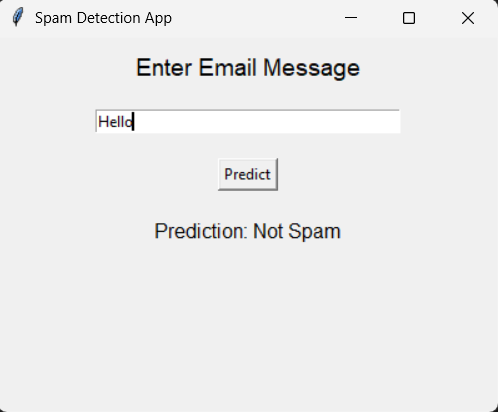 Spam Detection App
Enter Email Message
Hello
Predict
Prediction: Not Spam